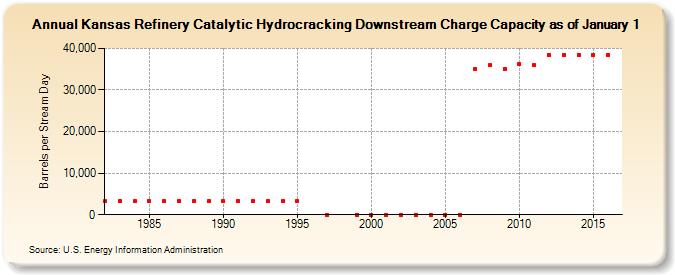 Annual Kansas Refinery Catalytic Hydrocracking Downstream Charge Capacity as of January 1
Barrels per Stream Day
40,000
30,000
20,000
10,000
0
1985 1990 1995 2000 2005 2010 2015
Source: U.S. Energy Information Administration